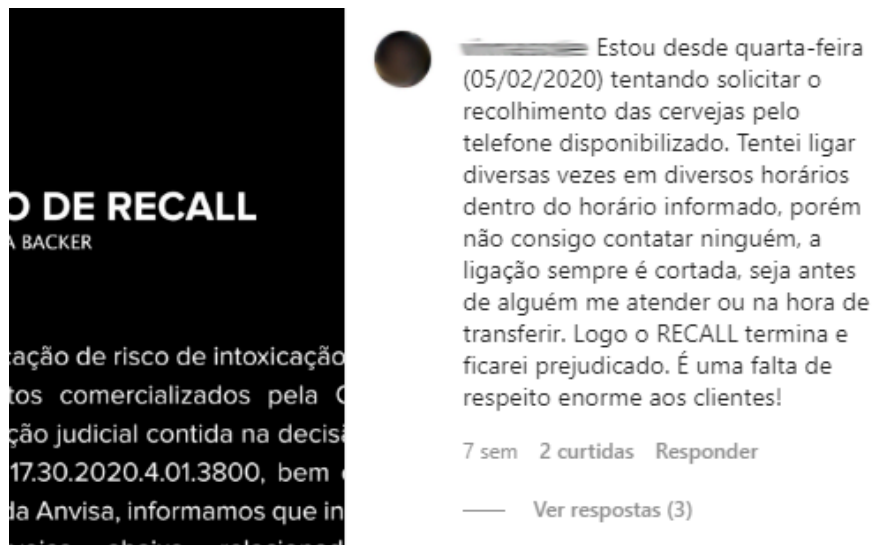 O DE RECALL
A BACKER
cação de risco de intoxicação
tos comercializados pela
ção judicial contida na decisã
17.30.2020.4.01.3800, bem
da Anvisa, informamos que in
Estou desde quarta-feira
(05/02/2020) tentando solicitar o
recolhimento das cervejas pelo
telefone disponibilizado. Tentei ligar
diversas vezes em diversos horários
dentro do horário informado, porém
não consigo contatar ninguém, a
ligação sempre é cortada, seja antes
de alguém me atender ou na hora de
transferir. Logo o RECALL termina e
ficarei prejudicado. É uma falta de
respeito enorme aos clientes!
7 sem 2 curtidas Responder
Ver respostas (3)